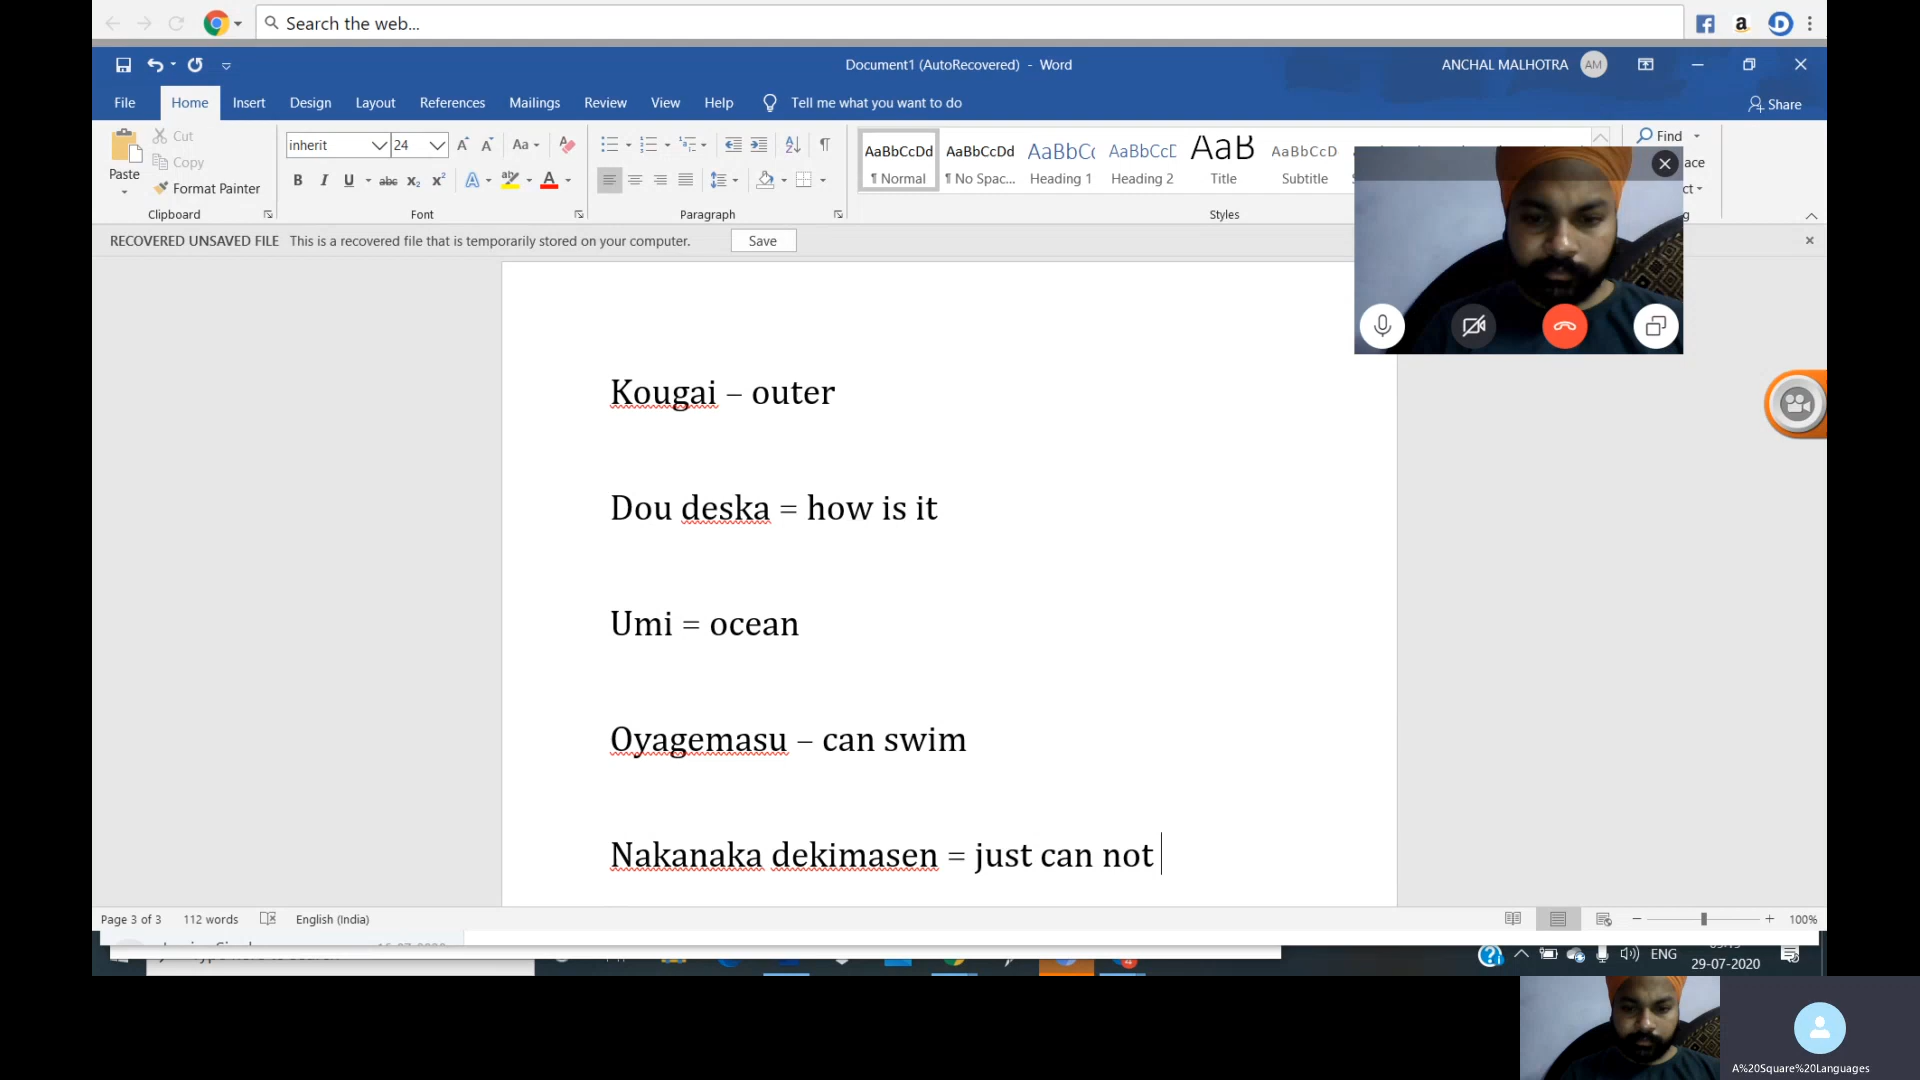 Search the web...
Document1 (AutoRecovered) - Word
ANCHAL MALHOTRA AM
File Home Insert Design Layout References Mailings Review View Help Tell me what you want to do Share
Paste
Cut
Copy
Format Painter
Clipboard
inherit 24
Font
Paragraph
AaBbCcDd ¶ Normal
AaBbCcDd ¶ No Spac...
AaBbC Heading 1
AaBbCcC Heading 2
AaB Title
AaBbCcD Subtitle
Styles
Find
RECOVERED UNSAVED FILE This is a recovered file that is temporarily stored on your computer. Save
Kougai – outer
Dou deska = how is it
Umi = ocean
Oyagemasu – can swim
Nakanaka dekimasen = just can not
Page 3 of 3 112 words English (India) 100%
ENG
29-07-2020
A%20Square%20Languages